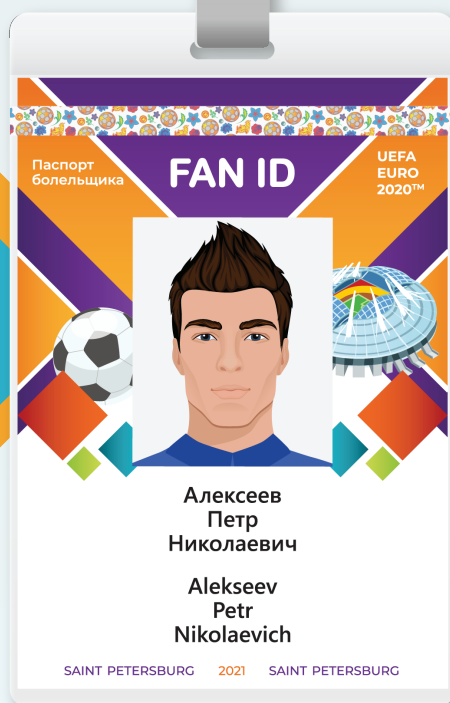 Паспорт
болельщика
FAN ID
UEFA
EURO
2020™
Алексеев
Петр
Николаевич
Alekseev
Petr
Nikolaevich
SAINT PETERSBURG 2021 SAINT PETERSBURG